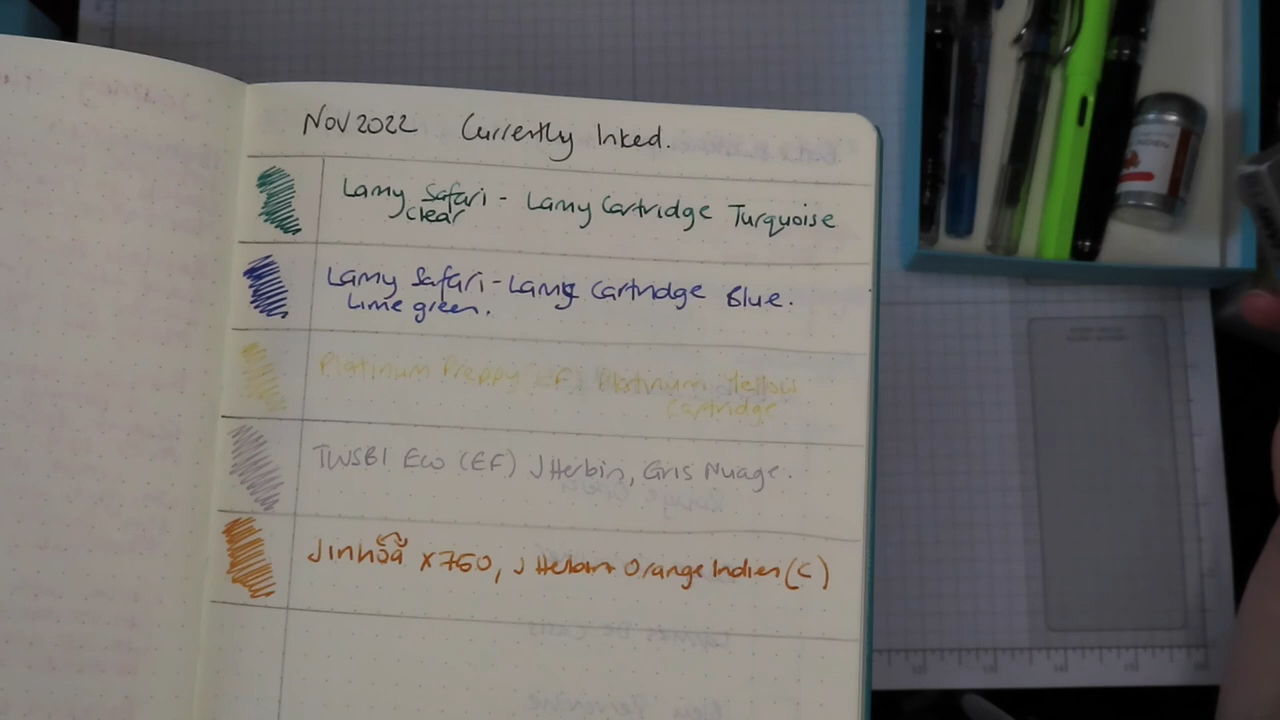 Nov 2022 Currently Inked.
Lamy Safari - Lamy Cartridge Turquoise
clear
Lamy Safari - Lamy Cartridge Blue.
Lime green.
Platinum Preppy (EF) Platinum Yellow
Cartridge
TWSBI Eco (EF) J Herbin, Gris Nuage.
Jinhao X750, J Herbin Orange Indien (C)